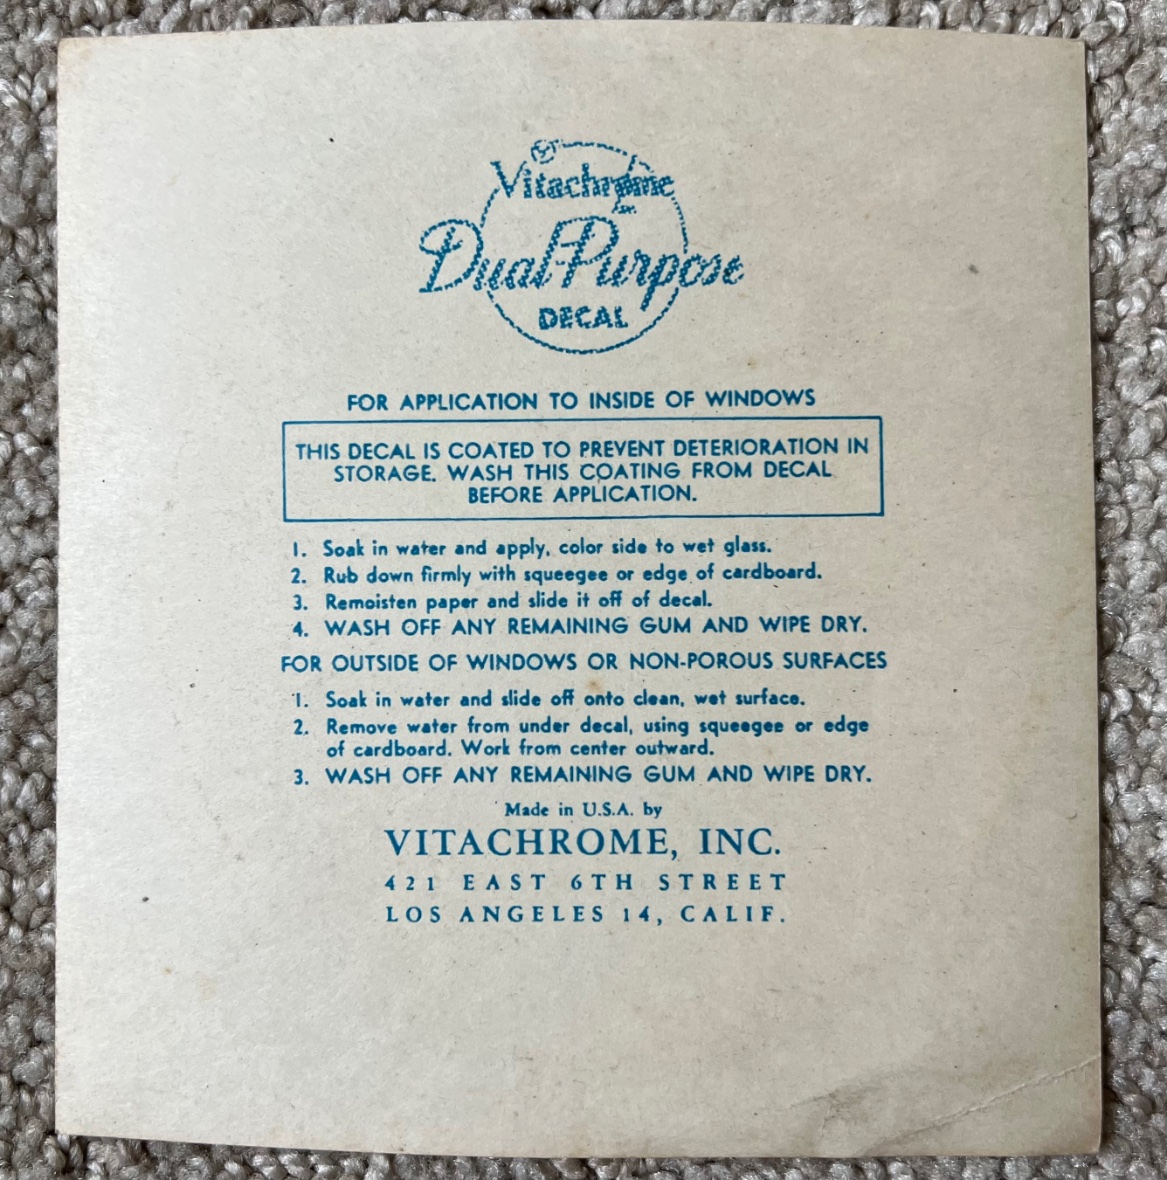 Vitachrome
Dual-Purpose
DECAL
FOR APPLICATION TO INSIDE OF WINDOWS
THIS DECAL IS COATED TO PREVENT DETERIORATION IN
STORAGE. WASH THIS COATING FROM DECAL
BEFORE APPLICATION.
1. Soak in water and apply, color side to wet glass.
2. Rub down firmly with squeegee or edge of cardboard.
3. Remoisten paper and slide it off of decal.
4. WASH OFF ANY REMAINING GUM AND WIPE DRY.
FOR OUTSIDE OF WINDOWS OR NON-POROUS SURFACES
1. Soak in water and slide off onto clean, wet surface.
2. Remove water from under decal, using squeegee or edge
of cardboard. Work from center outward.
3. WASH OFF ANY REMAINING GUM AND WIPE DRY.
Made in U.S.A. by
VITACHROME, INC.
421 EAST 6TH STREET
LOS ANGELES 14, CALIF.